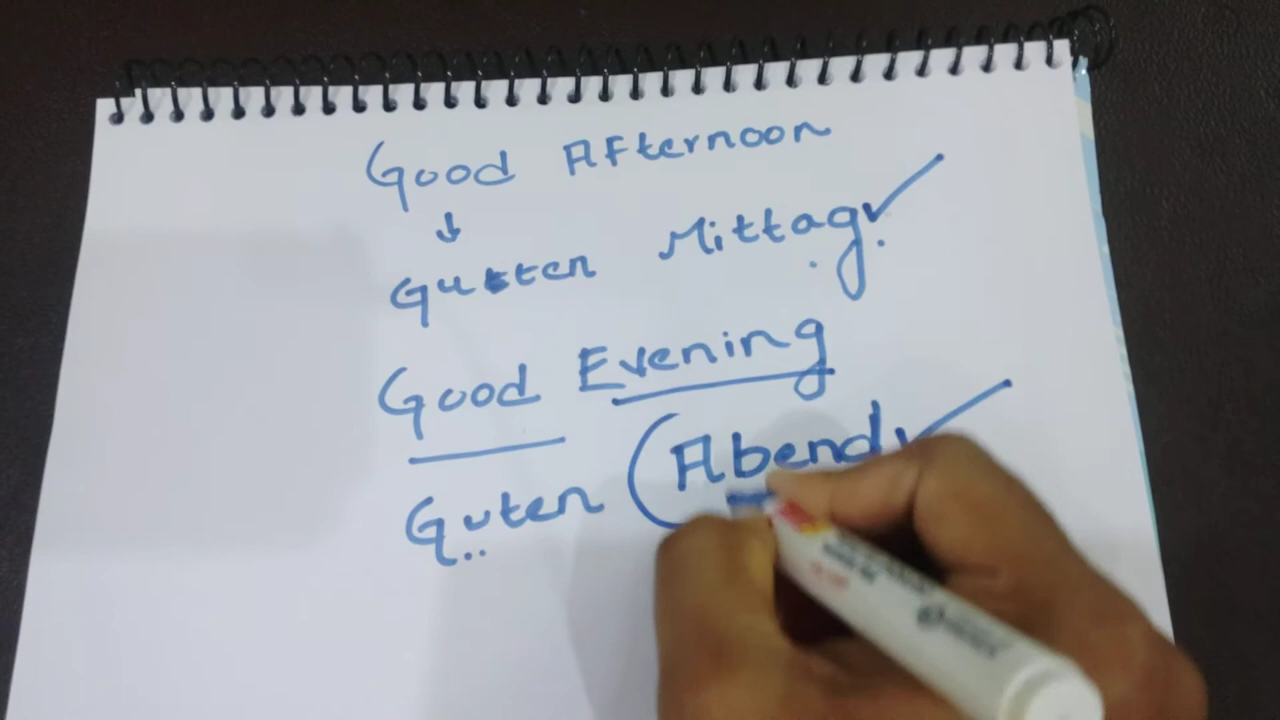 Good Afternoon
Guten Mittag
Good Evening
Guten (Abend